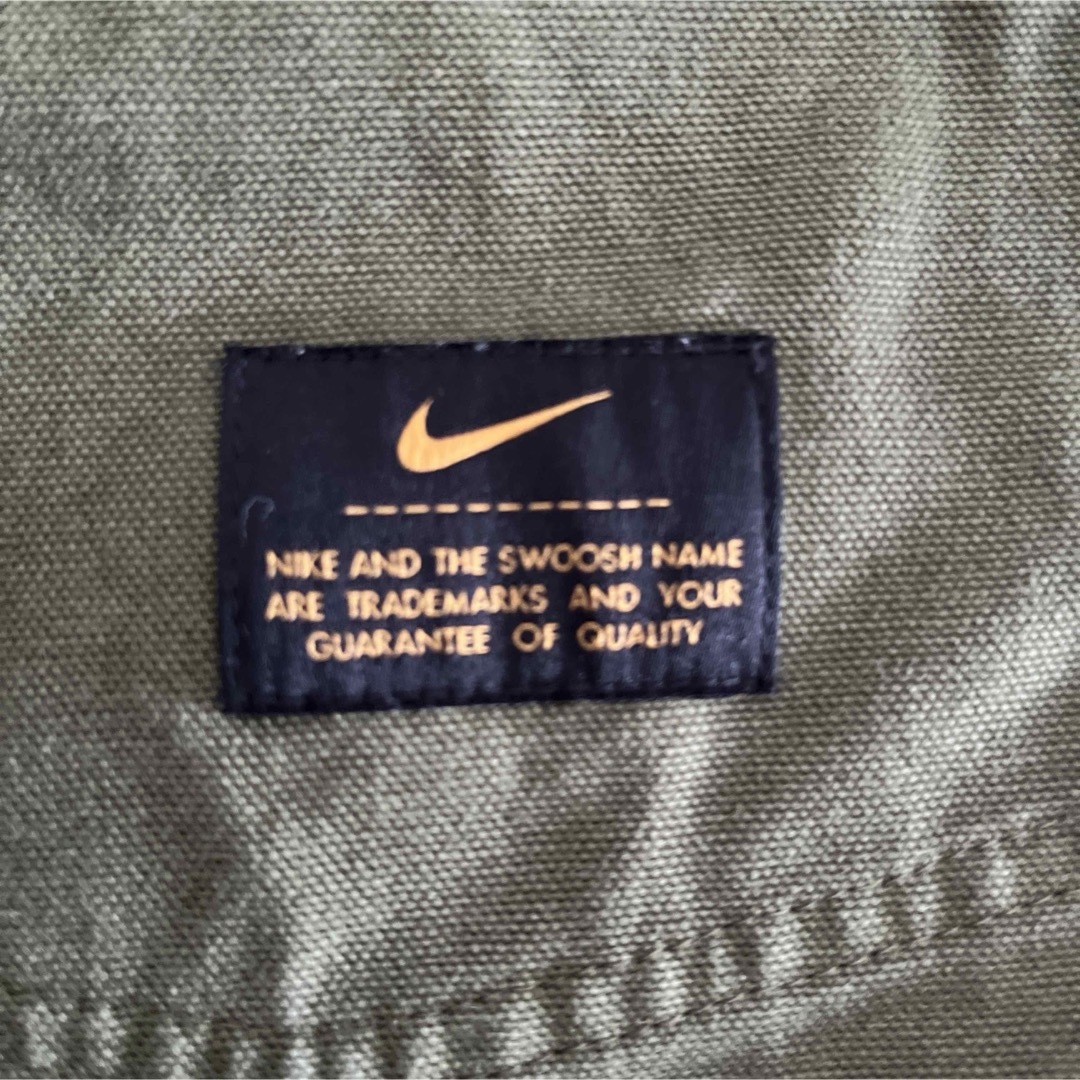 NIKE AND THE SWOOSH NAME
ARE TRADEMARKS AND YOUR
GUARANTEE OF QUALITY